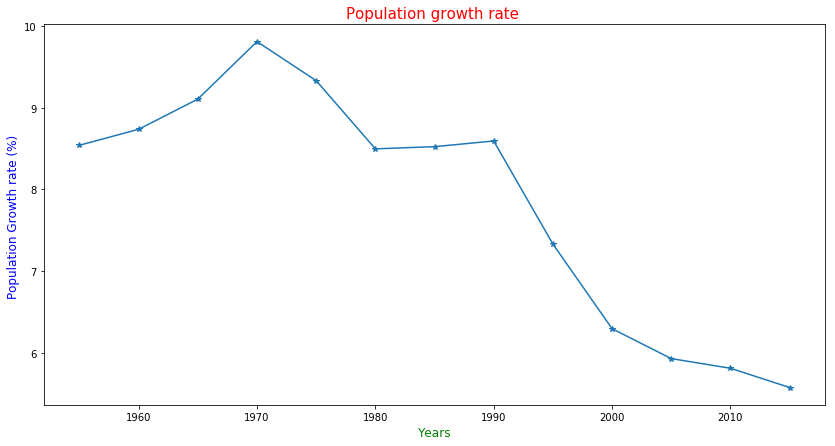 Population growth rate
10
9
8
7
6
Population Growth rate (%)
1960 1970 1980 1990 2000 2010
Years